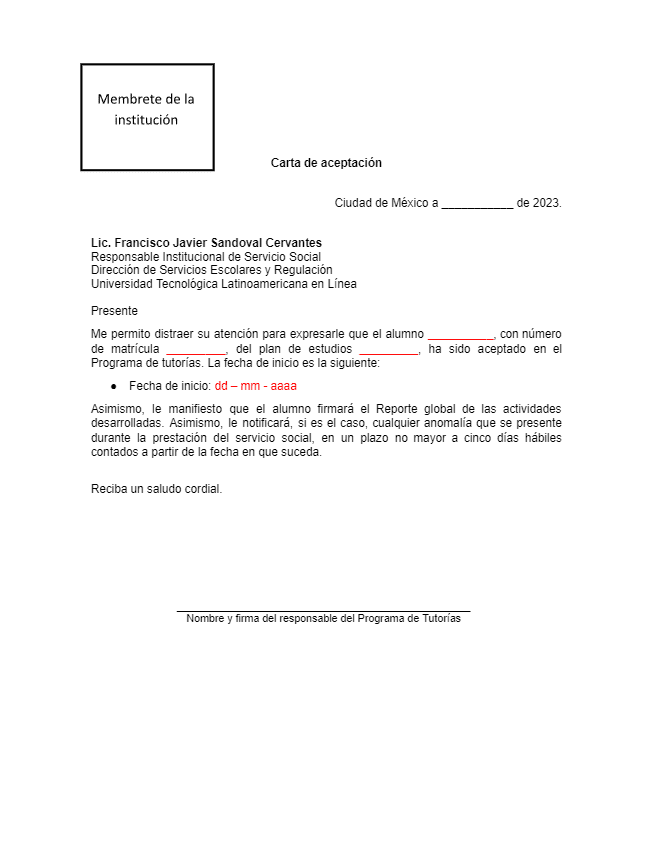 Membrete de la
institución
Carta de aceptación
Ciudad de México a ___________ de 2023.
Lic. Francisco Javier Sandoval Cervantes
Responsable Institucional de Servicio Social
Dirección de Servicios Escolares y Regulación
Universidad Tecnológica Latinoamericana en Línea
Presente
Me permito distraer su atención para expresarle que el alumno __________, con número
de matrícula _________, del plan de estudios _________, ha sido aceptado en el
Programa de tutorías. La fecha de inicio es la siguiente:
● Fecha de inicio: dd – mm - aaaa
Asimismo, le manifiesto que el alumno firmará el Reporte global de las actividades
desarrolladas. Asimismo, le notificará, si es el caso, cualquier anomalía que se presente
durante la prestación del servicio social, en un plazo no mayor a cinco días hábiles
contados a partir de la fecha en que suceda.
Reciba un saludo cordial.
Nombre y firma del responsable del Programa de Tutorías